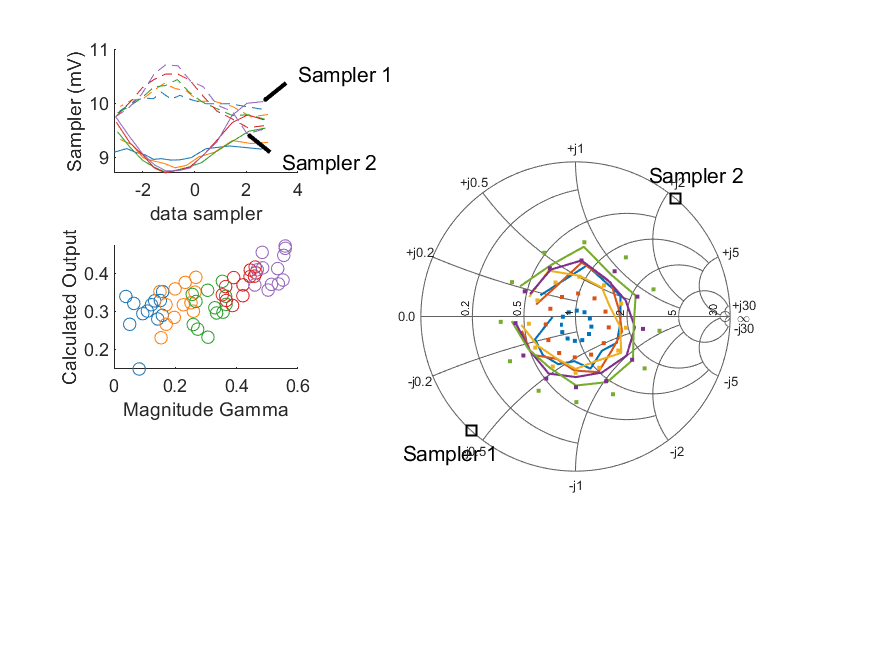 11
10
9
Sampler (mV)
-2
0
2
4
data sampler
Sampler 1
Sampler 2
0.4
0.3
0.2
Calculated Output
0
0.2
0.4
0.6
Magnitude Gamma
+j1
+j0.5
+j2
Sampler 2
+j0.2
+j5
0.0
0.2
0.5
1
2
5
30
+j30
∞
-j30
-j0.2
-j5
-j0.5
Sampler 1
-j2
-j1